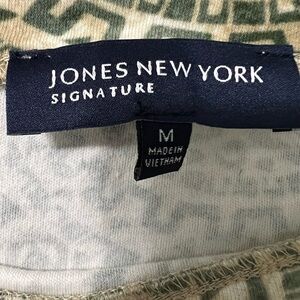 JONES NEW YORK
SIGNATURE
M
MADE IN
VIETNAM